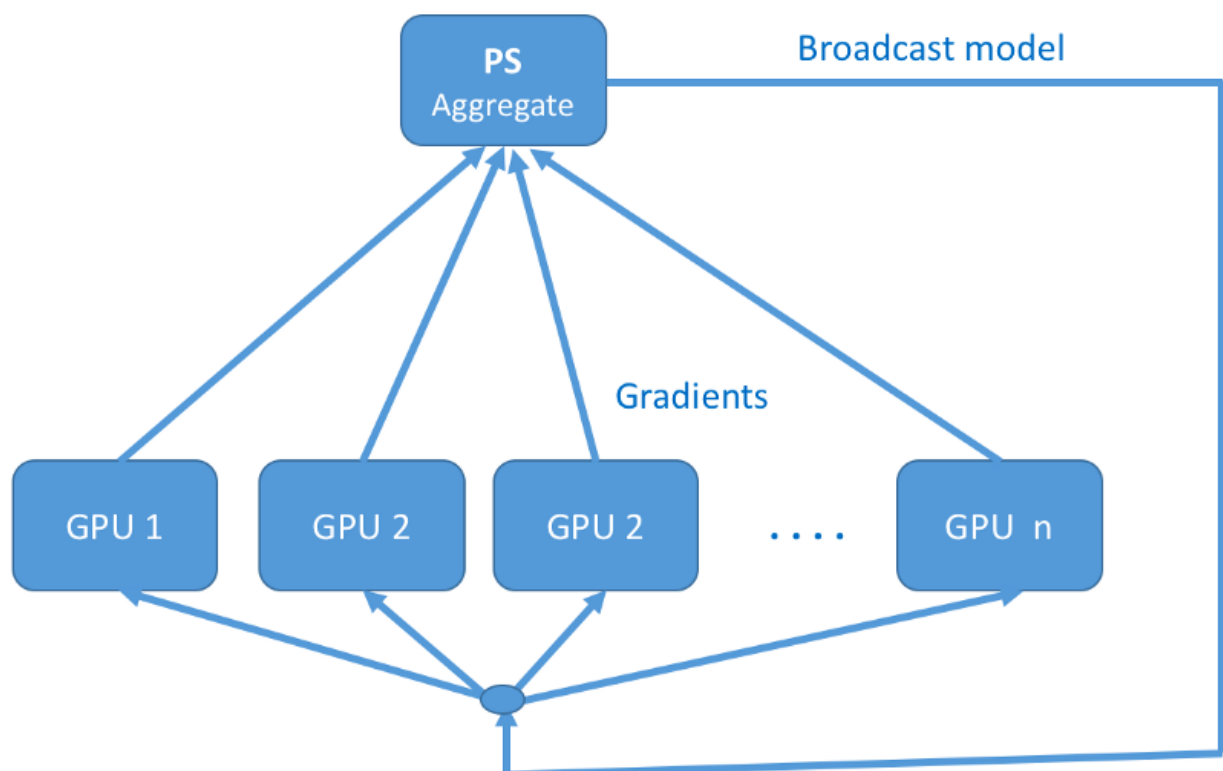 PS
Aggregate
Broadcast model
Gradients
GPU 1
GPU 2
GPU 2
. . . .
GPU n